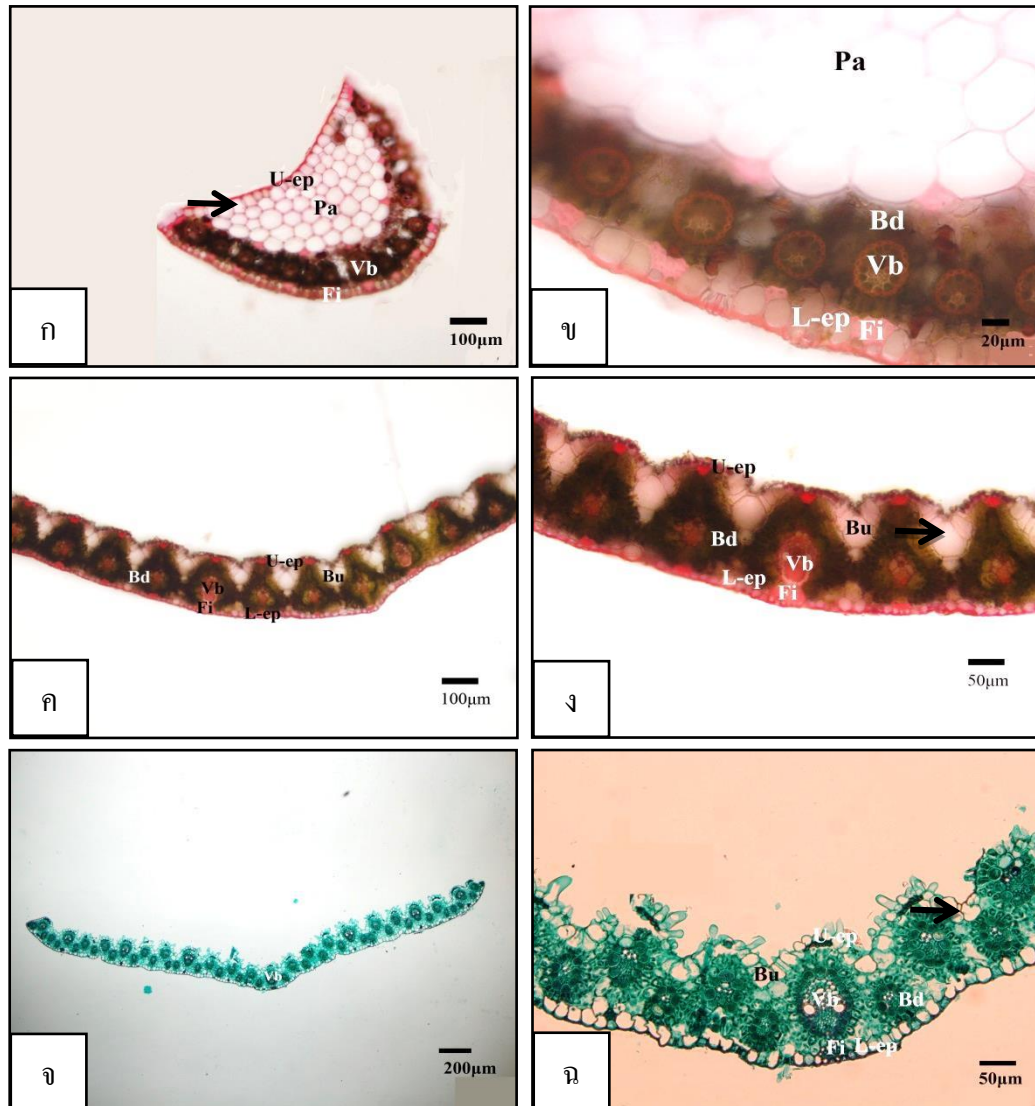 U-ep
Pa
Vb
Fi
ก
100µm
Pa
Bd
Vb
L-ep
Fi
ข
20µm
U-ep
Bd
Bu
Vb
Fi
L-ep
ค
100µm
U-ep
Bu
Bd
Vb
L-ep
Fi
ง
50µm
Vb
จ
200µm
U-ep
Bu
Vb
Bd
Fi
L-ep
ฉ
50µm